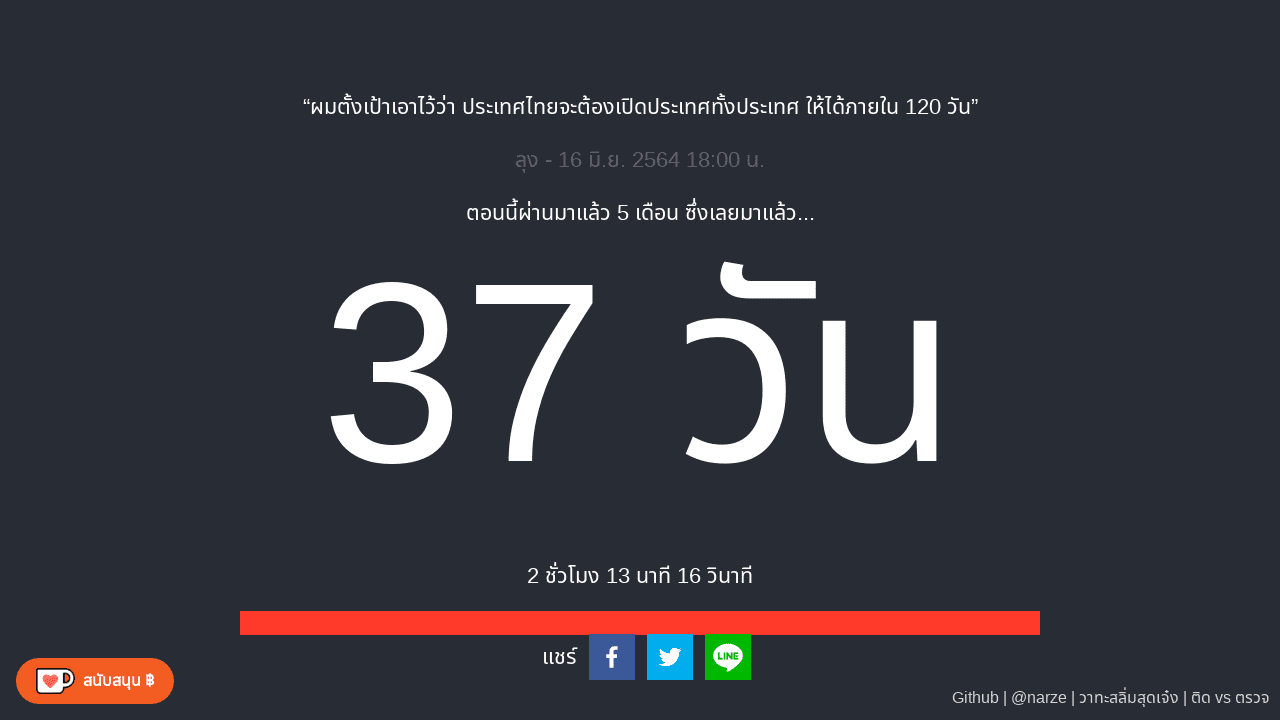 “ผมตั้งเป้าเอาไว้ว่า ประเทศไทยจะต้องเปิดประเทศทั้งประเทศ ให้ได้ภายใน 120 วัน”
ลุง - 16 มิ.ย. 2564 18:00 น.
ตอนนี้ผ่านมาแล้ว 5 เดือน ซึ่งเลยมาแล้ว...
37 วัน
2 ชั่วโมง 13 นาที 16 วินาที
แชร์ LINE
สนับสนุน ฿
Github | @narze | วาทะสลิ่มสุดเจ๋ง | ติด vs ตรวจ